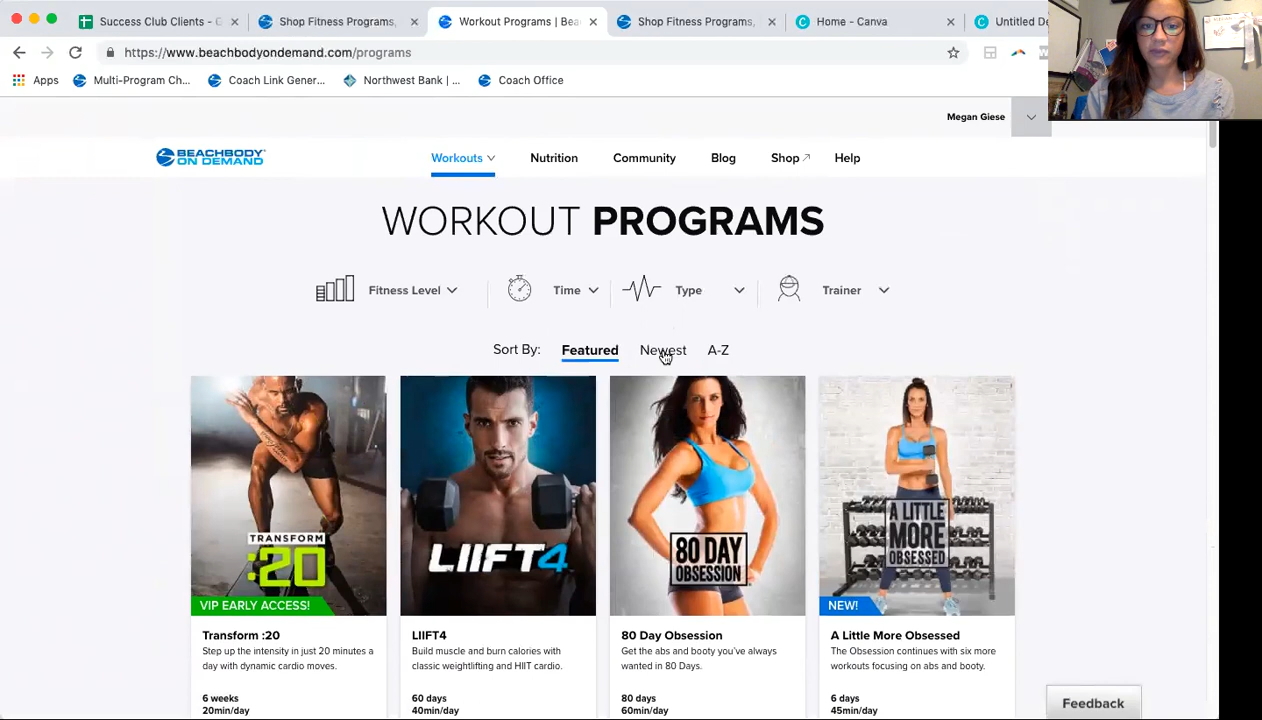 Success Club Clients - G
Shop Fitness Programs,
Workout Programs | Bea
Shop Fitness Programs,
Home - Canva
Untitled De
https://www.beachbodyondemand.com/programs
Apps
Multi-Program Ch...
Coach Link Gener...
Northwest Bank | ...
Coach Office
Megan Giese
BEACHBODY
ON DEMAND
Workouts
Nutrition
Community
Blog
Shop
Help
WORKOUT PROGRAMS
Fitness Level
Time
Type
Trainer
Sort By:
Featured
Newest
A-Z
TRANSFORM
:20
VIP EARLY ACCESS!
LIIFT4
80 DAY
OBSESSION
A LITTLE
MORE
OBSESSED
NEW!
Transform :20
Step up the intensity in just 20 minutes a
day with dynamic cardio moves.
6 weeks
20min/day
LIIFT4
Build muscle and burn calories with
classic weightlifting and HIIT cardio.
60 days
40min/day
80 Day Obsession
Get the abs and booty you've always
wanted in 80 Days.
80 days
60min/day
A Little More Obsessed
The Obsession continues with six more
workouts focusing on abs and booty.
6 days
45min/day
Feedback